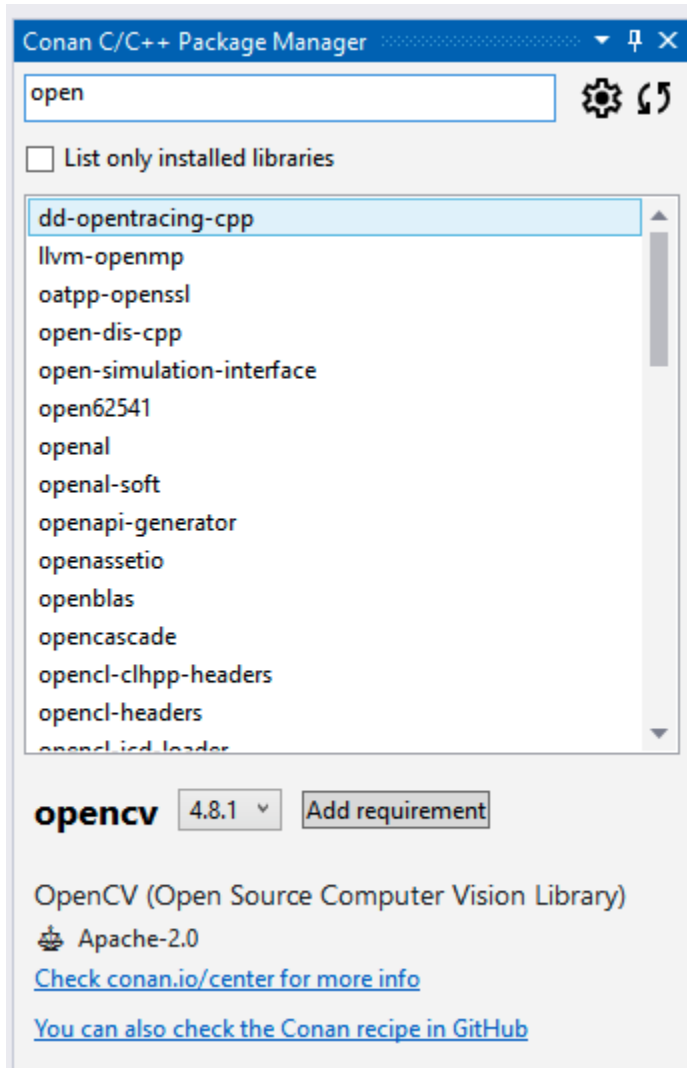 Conan C/C++ Package Manager
open
List only installed libraries
dd-opentracing-cpp
llvm-openmp
oatpp-openssl
open-dis-cpp
open-simulation-interface
open62541
openal
openal-soft
openapi-generator
openassetio
openblas
opencascade
opencl-clhpp-headers
opencl-headers
opencl-icd-loader
opencv 4.8.1 Add requirement
OpenCV (Open Source Computer Vision Library)
Apache-2.0
Check conan.io/center for more info
You can also check the Conan recipe in GitHub